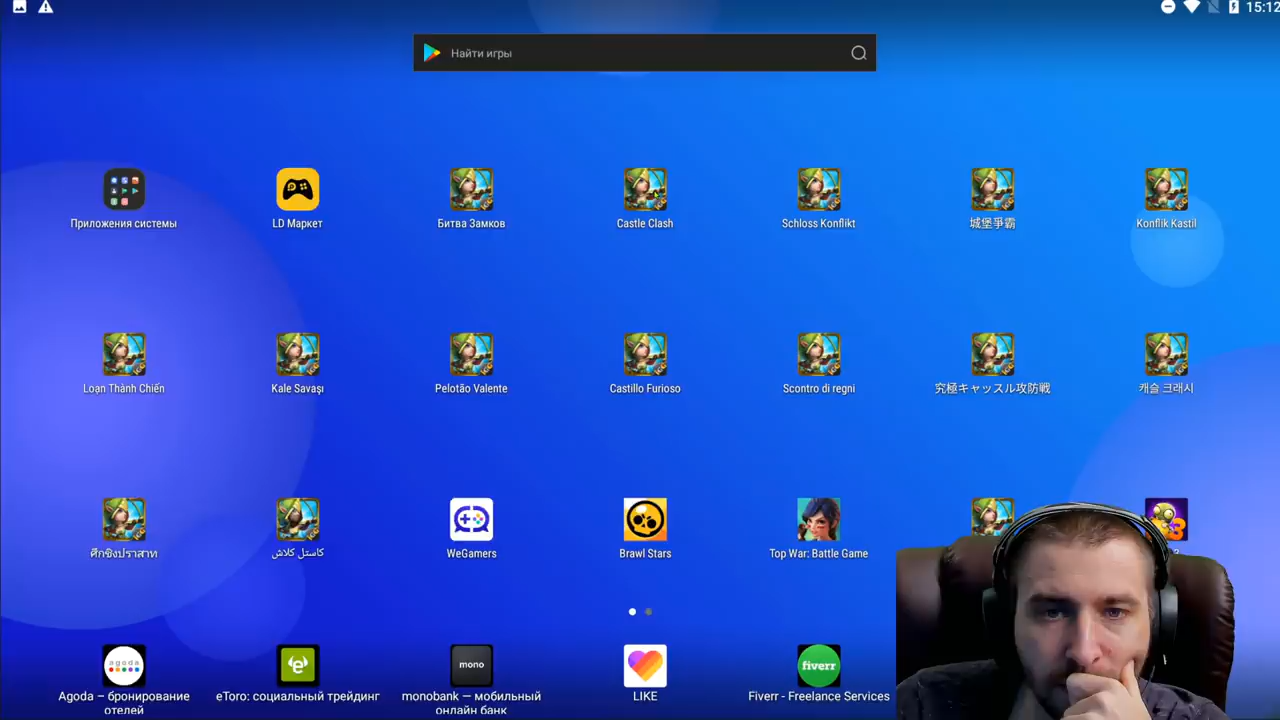 15:12
Найти игры
Приложения системы
LD Маркет
Битва Замков
Castle Clash
Schloss Konflikt
城堡爭霸
Konflik Kastil
Loạn Thành Chiến
Kale Savaşı
Pelotão Valente
Castillo Furioso
Scontro di regni
究極キャッスル攻防戦
캐슬 크래시
ศึกชิงปราสาท
كاستل كلاش
WeGamers
Brawl Stars
Top War: Battle Game
Agoda – бронирование
отелей
eToro: социальный трейдинг
mono
monobank — мобильный
онлайн банк
LIKE
fiverr
Fiverr - Freelance Services
agoda